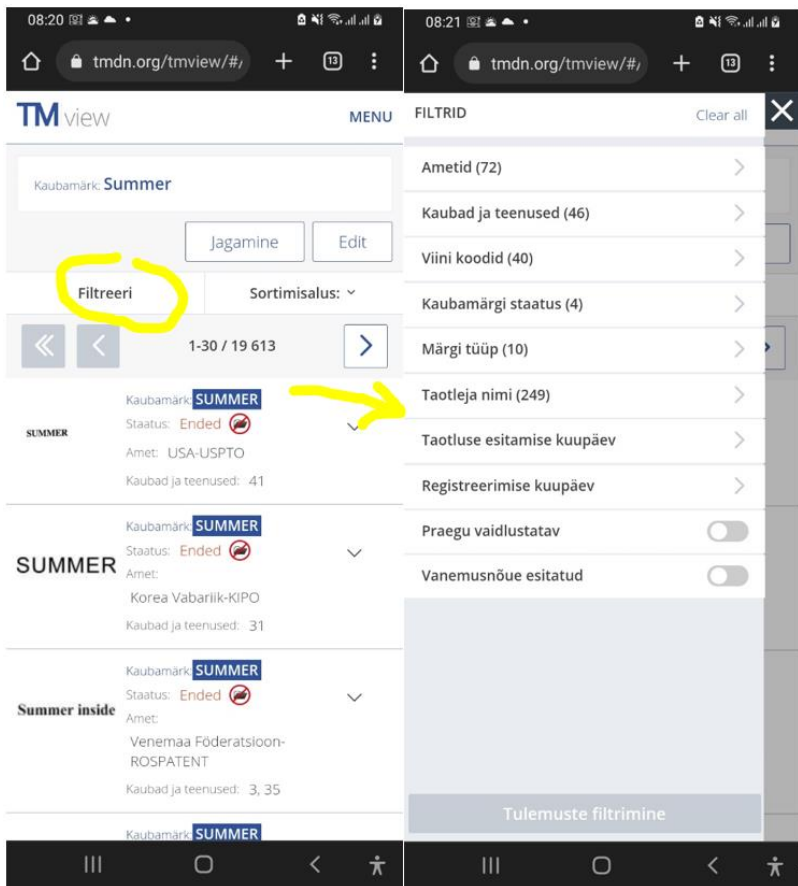 08:20
tmdn.org/tmview/#/
13
TM view
MENU
Kaubamärk: Summer
Jagamine
Edit
Filtreeri
Sortimisalus:
1-30 / 19 613
SUMMER
Kaubamärk: SUMMER
Staatus: Ended
Amet: USA-USPTO
Kaubad ja teenused: 41
SUMMER
Kaubamärk: SUMMER
Staatus: Ended
Amet:
Korea Vabariik-KIPO
Kaubad ja teenused: 31
Summer inside
Kaubamärk: SUMMER
Staatus: Ended
Amet:
Venemaa Föderatsioon-
ROSPATENT
Kaubad ja teenused: 3, 35
Kaubamärk: SUMMER
08:21
tmdn.org/tmview/#/
13
FILTRID
Clear all
Ametid (72)
Kaubad ja teenused (46)
Viini koodid (40)
Kaubamärgi staatus (4)
Märgi tüüp (10)
Taotleja nimi (249)
Taotluse esitamise kuupäev
Registreerimise kuupäev
Praegu vaidlustatav
Vanemusnõue esitatud
Tulemuste filtrimine